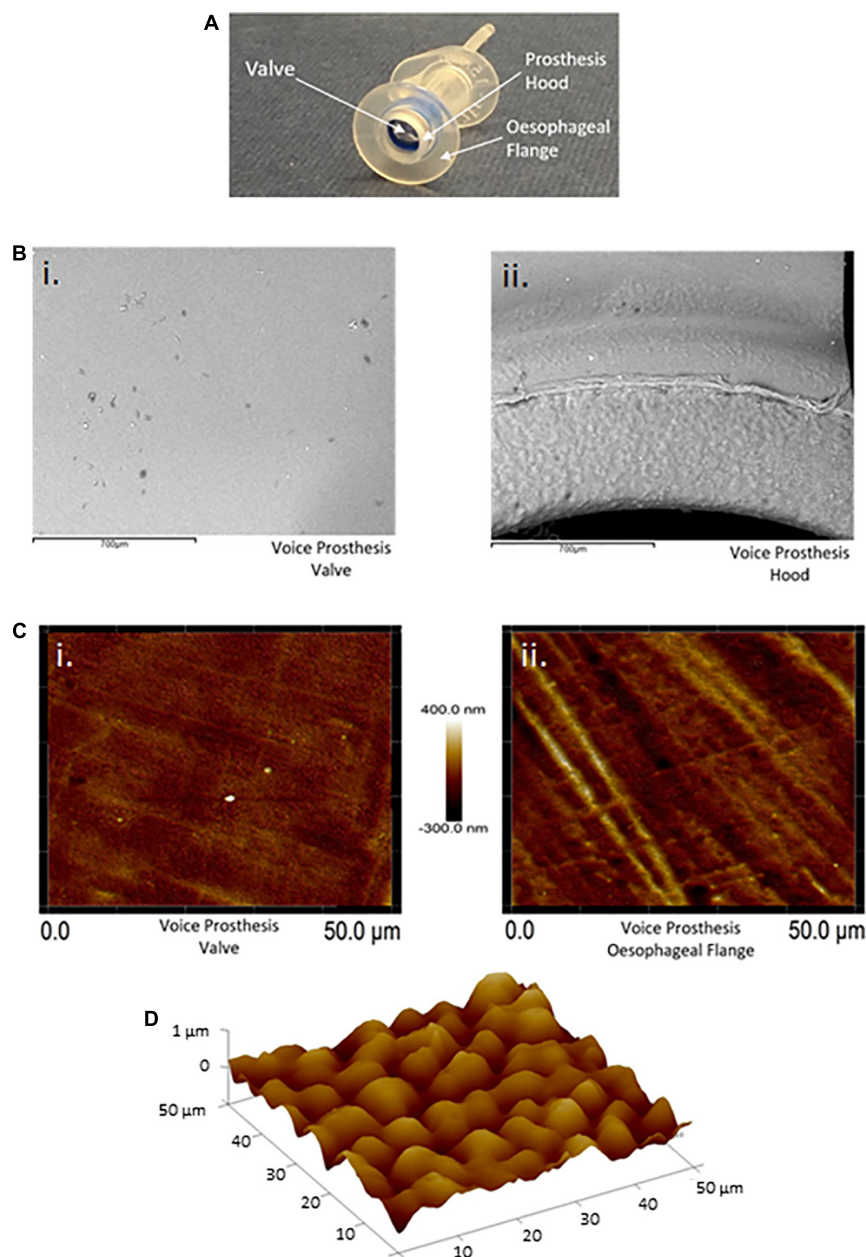 A
Valve
Prosthesis
Hood
Oesophageal
Flange
B
i.
ii.
700µm
Voice Prosthesis
Valve
700µm
Voice Prosthesis
Hood
C
i.
ii.
400.0 nm
-300.0 nm
0.0
Voice Prosthesis
Valve
50.0 µm
0.0
Voice Prosthesis
Oesophageal Flange
50.0 µm
D
1 µm
0
50 µm
40
30
20
10
10
20
30
40
50 µm